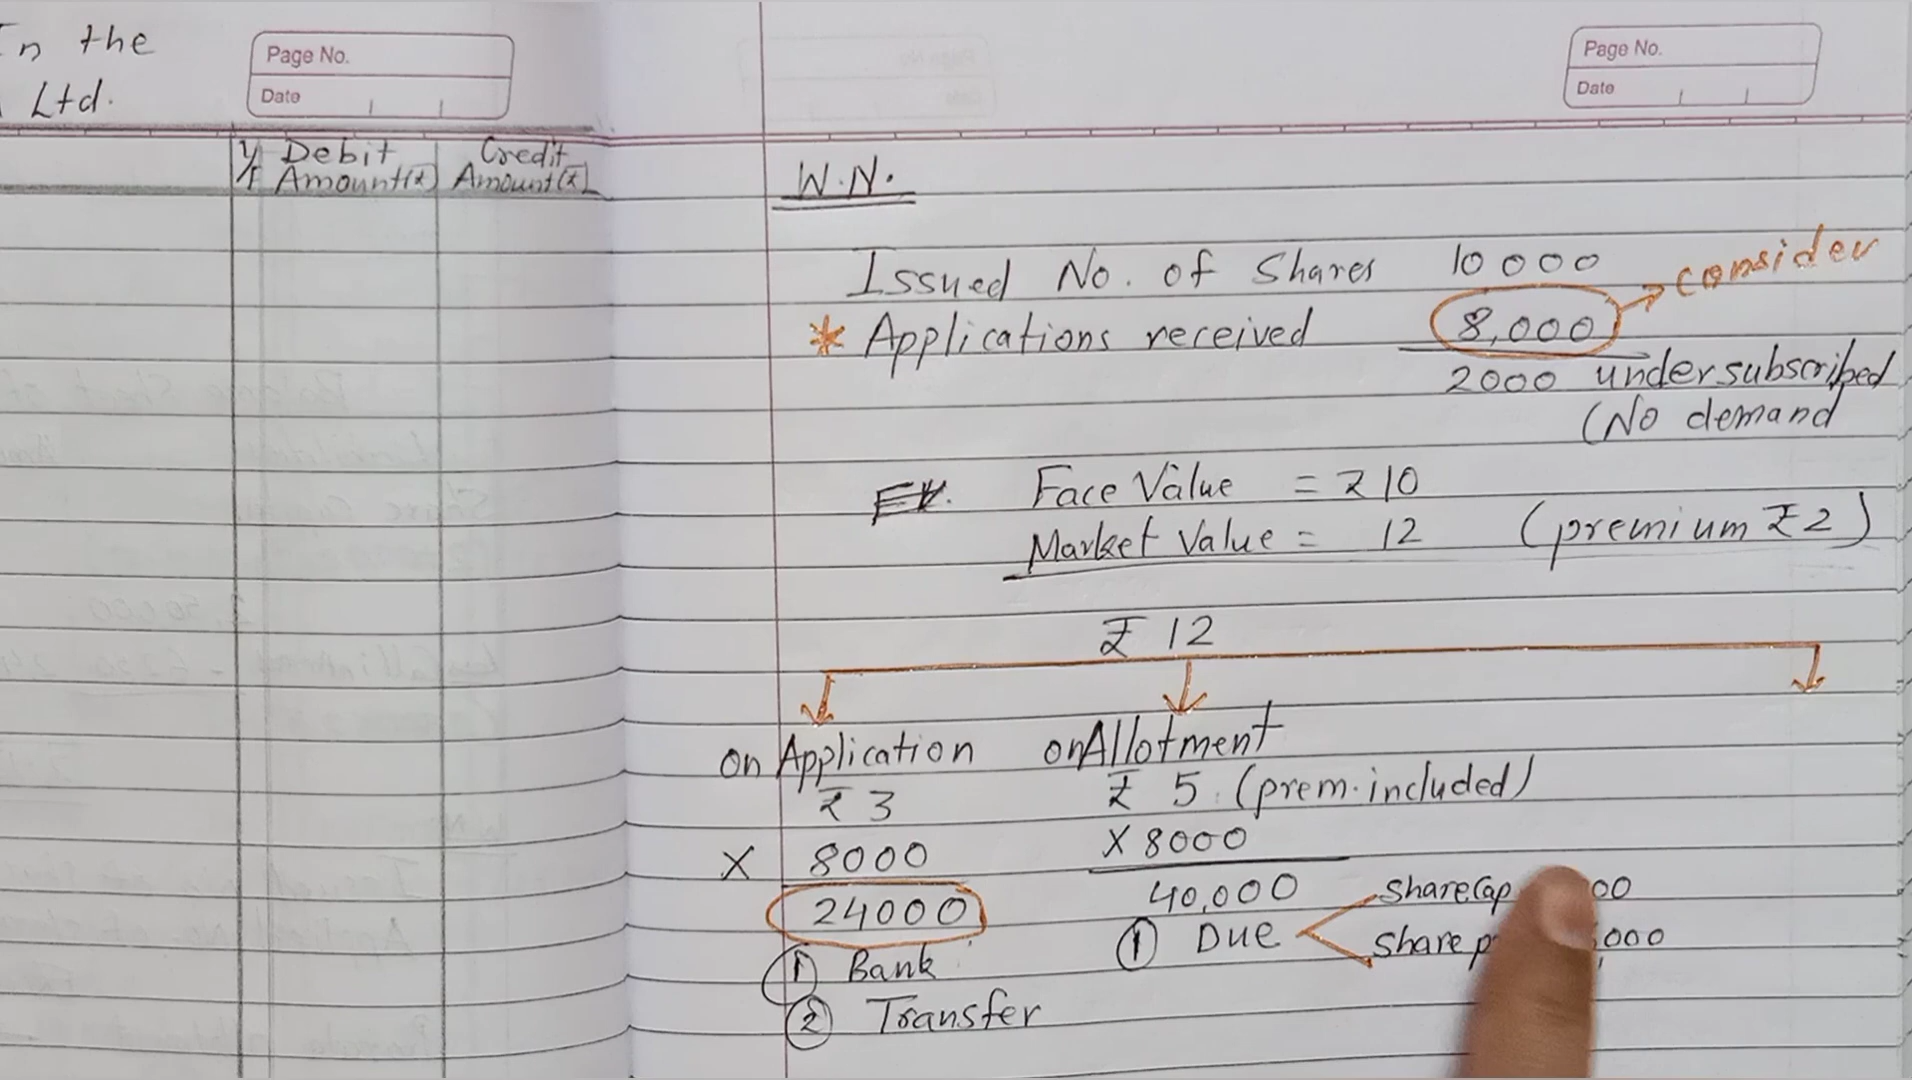 In the
Ltd.
Page No.
Date
Debit Amount(₹)
Credit Amount(₹)
Page No.
Date
W.N.
Issued No. of Shares 10000
* Applications received 8,000 → consider
2000 undersubscribed
(No demand
F.V. Face Value = ₹ 10
Market Value = 12 (premium ₹2)
₹ 12
on Application on Allotment
₹ 3 ₹ 5 (prem. included)
X 8000 X 8000
24000 40,000
① Bank ① Due
② Transfer
Share
Share